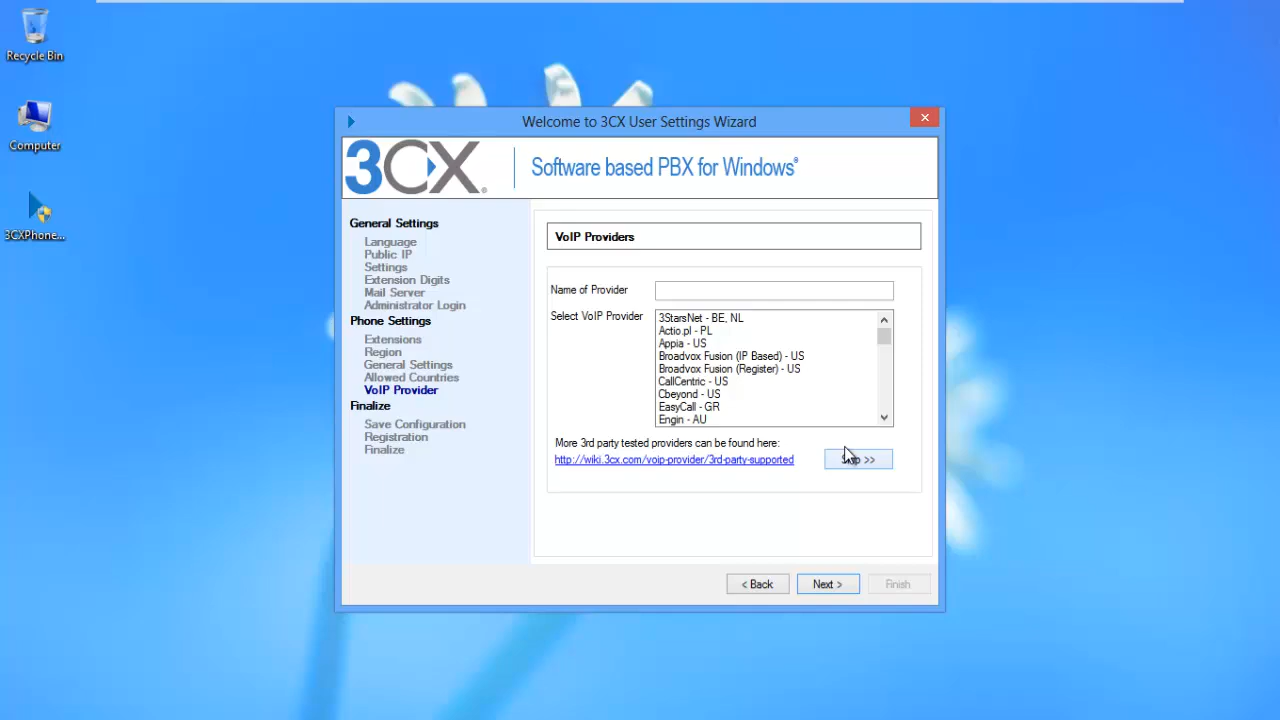 Recycle Bin
Computer
3CXPhone...
Welcome to 3CX User Settings Wizard
3CX®
Software based PBX for Windows®
General Settings
Language
Public IP
Settings
Extension Digits
Mail Server
Administrator Login
Phone Settings
Extensions
Region
General Settings
Allowed Countries
VoIP Provider
Finalize
Save Configuration
Registration
Finalize
VoIP Providers
Name of Provider
Select VoIP Provider
3StarsNet - BE, NL
Actio.pl - PL
Appia - US
Broadvox Fusion (IP Based) - US
Broadvox Fusion (Register) - US
CallCentric - US
Cbeyond - US
EasyCall - GR
Engin - AU
More 3rd party tested providers can be found here:
http://wiki.3cx.com/voip-provider/3rd-party-supported
>>
< Back
Next >
Finish